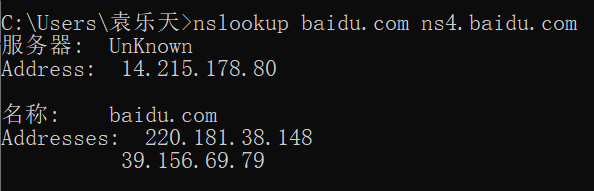 C:\Users\袁乐天>nslookup baidu.com ns4.baidu.com
服务器:  UnKnown
Address:  14.215.178.80
名称:    baidu.com
Addresses:  220.181.38.148
39.156.69.79